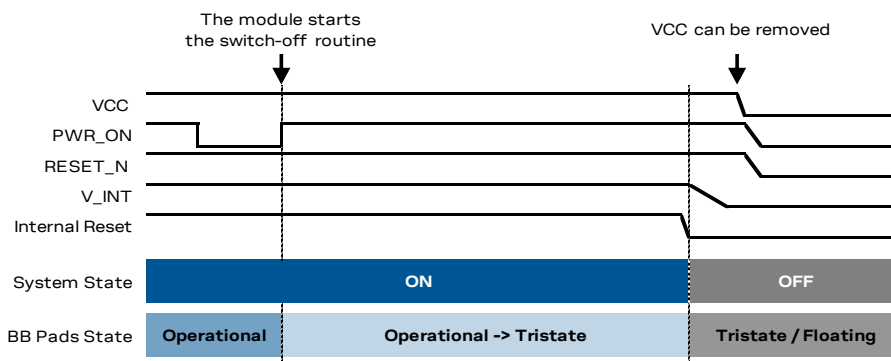 The module starts
the switch-off routine
VCC can be removed
VCC
PWR_ON
RESET_N
V_INT
Internal Reset
System State
ON
OFF
BB Pads State
Operational
Operational -> Tristate
Tristate / Floating